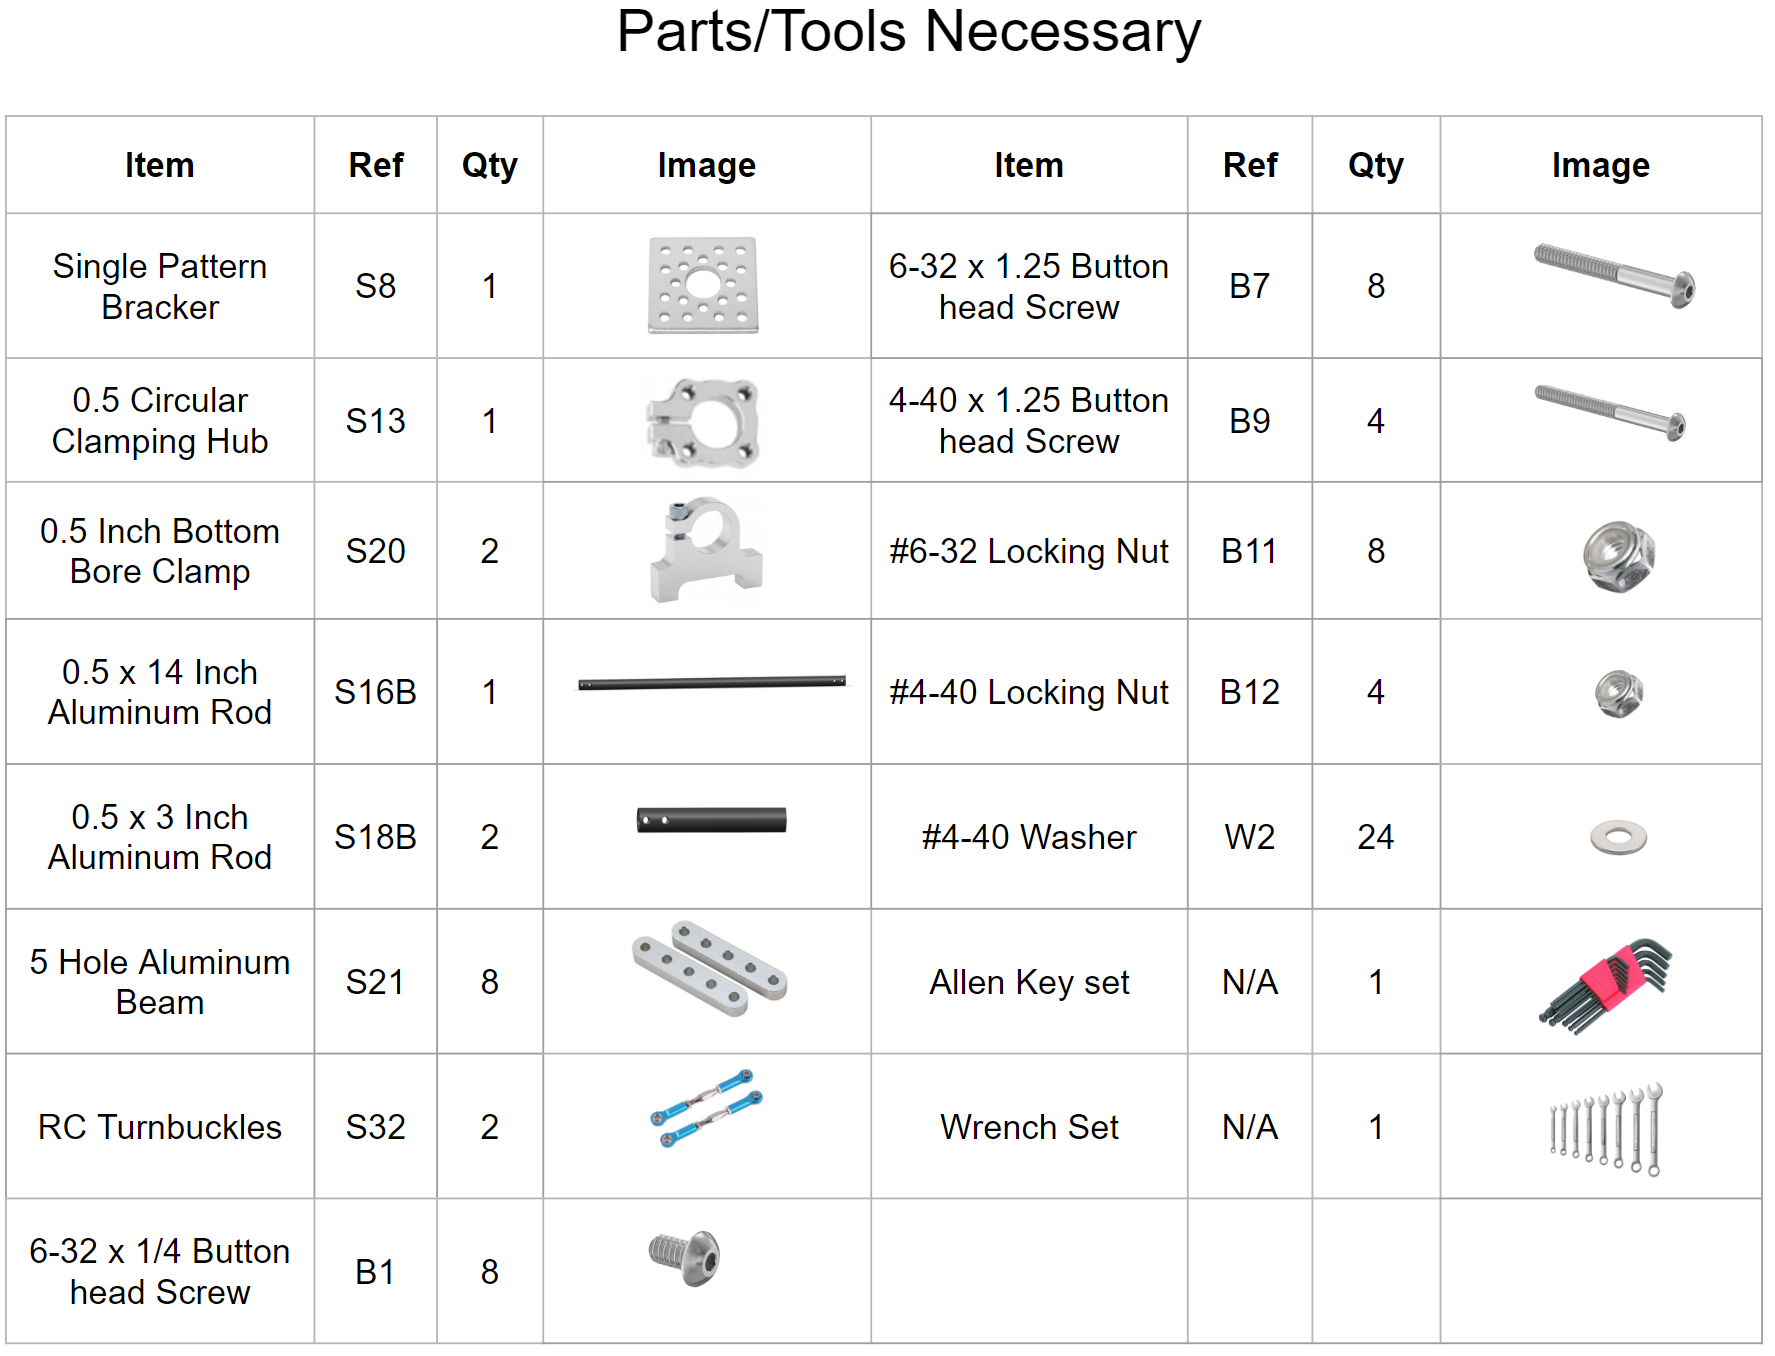 Parts/Tools Necessary
Item Ref Qty Image Item Ref Qty Image
Single Pattern
Bracker
S8 1
6-32 x 1.25 Button
head Screw
B7 8
0.5 Circular
Clamping Hub
S13 1
4-40 x 1.25 Button
head Screw
B9 4
0.5 Inch Bottom
Bore Clamp
S20 2
#6-32 Locking Nut B11 8
0.5 x 14 Inch
Aluminum Rod
S16B 1
#4-40 Locking Nut B12 4
0.5 x 3 Inch
Aluminum Rod
S18B 2
#4-40 Washer W2 24
5 Hole Aluminum
Beam
S21 8
Allen Key set N/A 1
RC Turnbuckles S32 2
Wrench Set N/A 1
6-32 x 1/4 Button
head Screw
B1 8